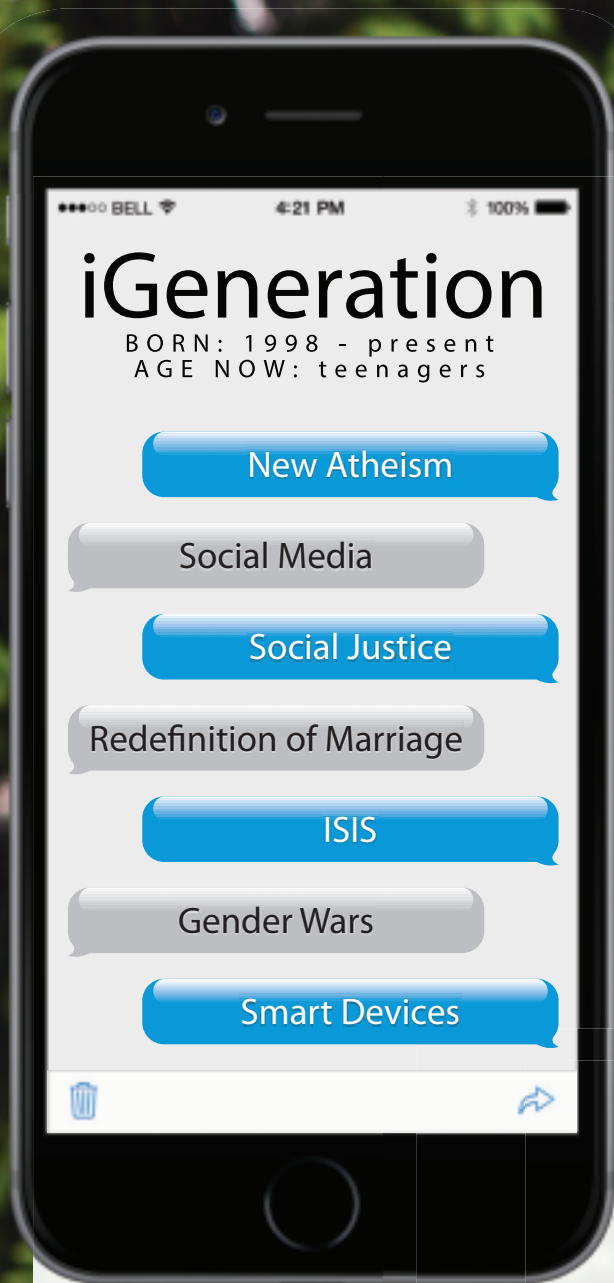 BELL 4:21 PM 100%
iGeneration
BORN: 1998 - present
AGE NOW: teenagers
New Atheism
Social Media
Social Justice
Redefinition of Marriage
ISIS
Gender Wars
Smart Devices